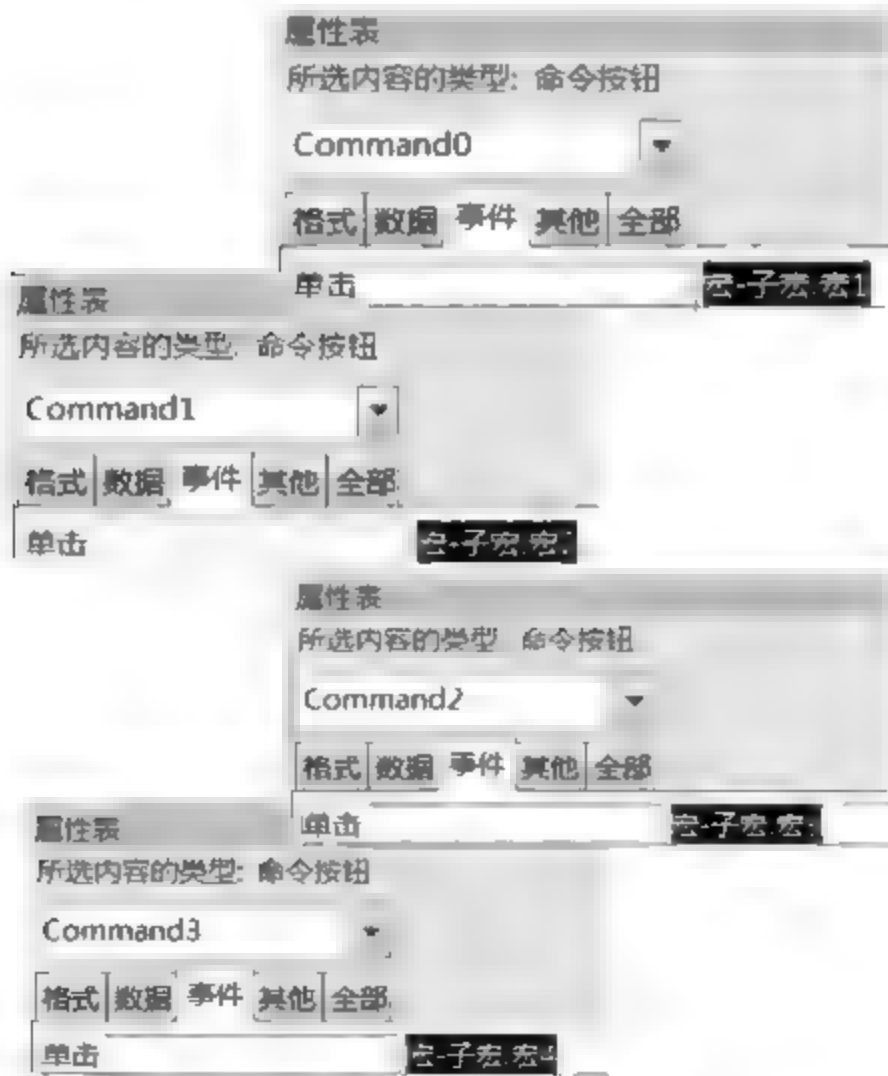 属性表
所选内容的类型: 命令按钮
Command0
格式 数据 事件 其他 全部
单击 宏-子宏.宏1
属性表
所选内容的类型: 命令按钮
Command1
格式 数据 事件 其他 全部
单击 宏-子宏.宏
属性表
所选内容的类型: 命令按钮
Command2
格式 数据 事件 其他 全部
单击 宏-子宏.宏
属性表
所选内容的类型: 命令按钮
Command3
格式 数据 事件 其他 全部
单击 宏-子宏.宏4